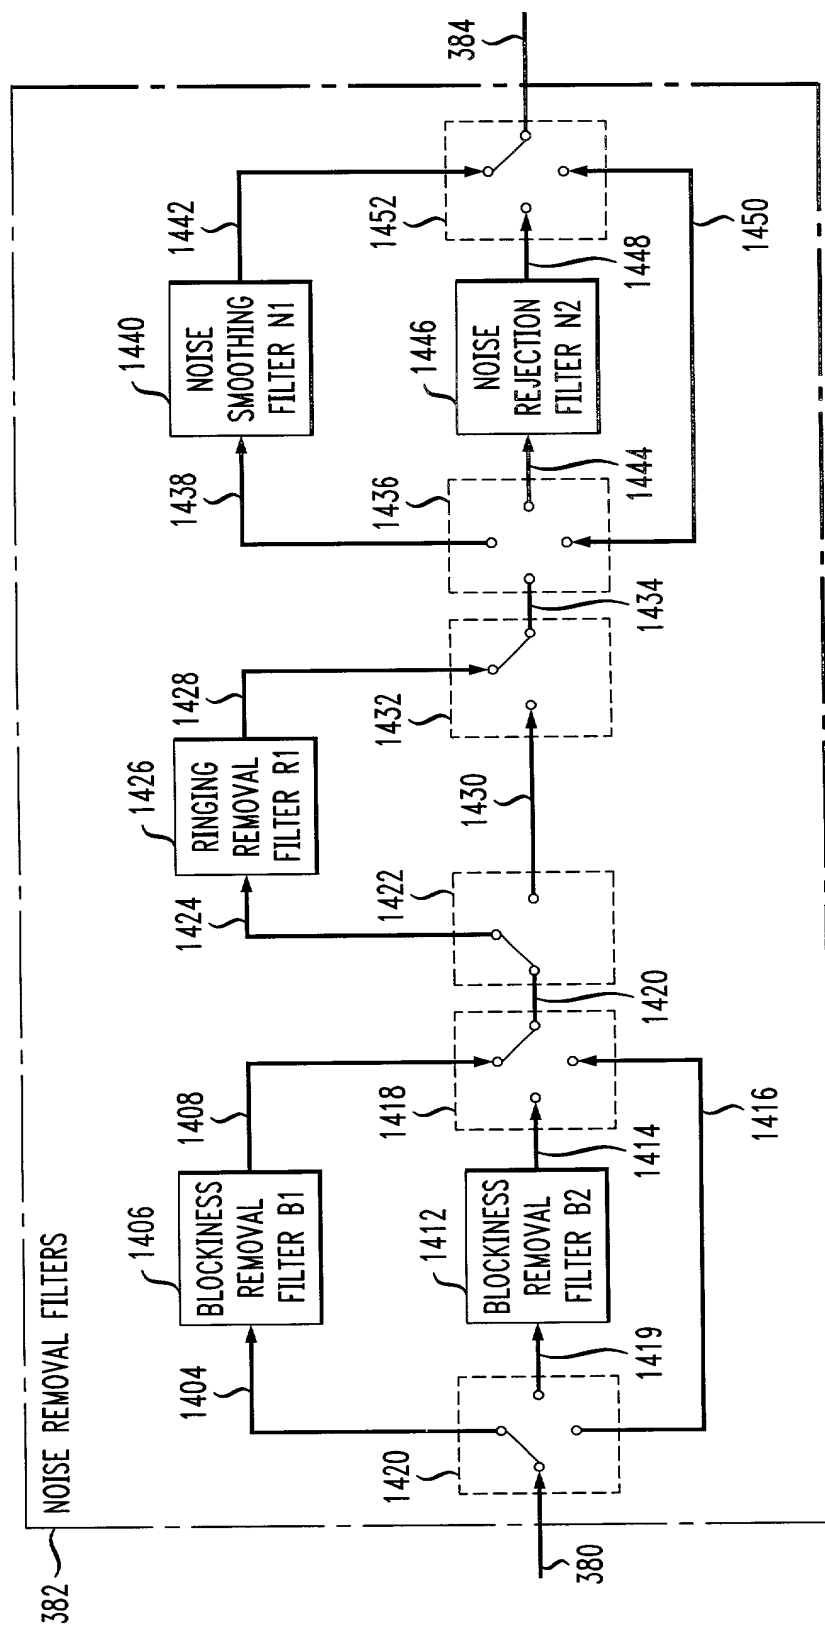 382
NOISE REMOVAL FILTERS
380
1420
1404
1406
BLOCKINESS
REMOVAL
FILTER B1
1408
1419
1412
BLOCKINESS
REMOVAL
FILTER B2
1414
1416
1418
1420
1422
1424
1426
RINGING
REMOVAL
FILTER R1
1428
1430
1432
1434
1436
1438
1440
NOISE
SMOOTHING
FILTER N1
1442
1444
1446
NOISE
REJECTION
FILTER N2
1448
1450
1452
384